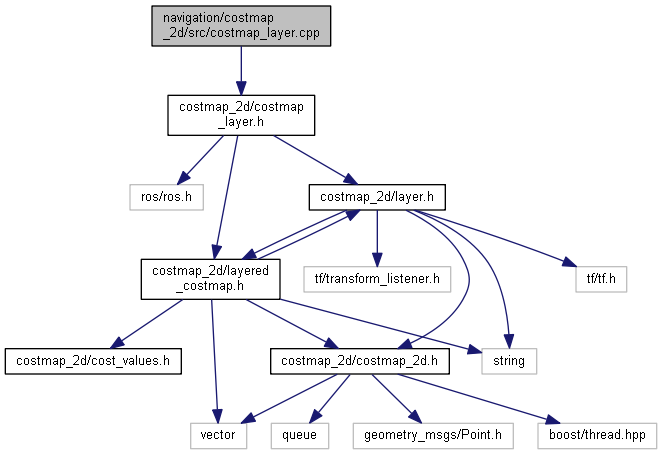 navigation/costmap
_2d/src/costmap_layer.cpp
costmap_2d/costmap
_layer.h
ros/ros.h
costmap_2d/layer.h
costmap_2d/layered
_costmap.h
tf/transform_listener.h
tf/tf.h
costmap_2d/cost_values.h
costmap_2d/costmap_2d.h
string
vector
queue
geometry_msgs/Point.h
boost/thread.hpp